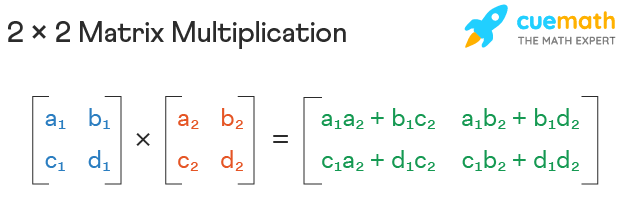 2 × 2 Matrix Multiplication
cuemath
THE MATH EXPERT
a₁ b₁ a₂ b₂ a₁a₂ + b₁c₂ a₁b₂ + b₁d₂
× =
c₁ d₁ c₂ d₂ c₁a₂ + d₁c₂ c₁b₂ + d₁d₂